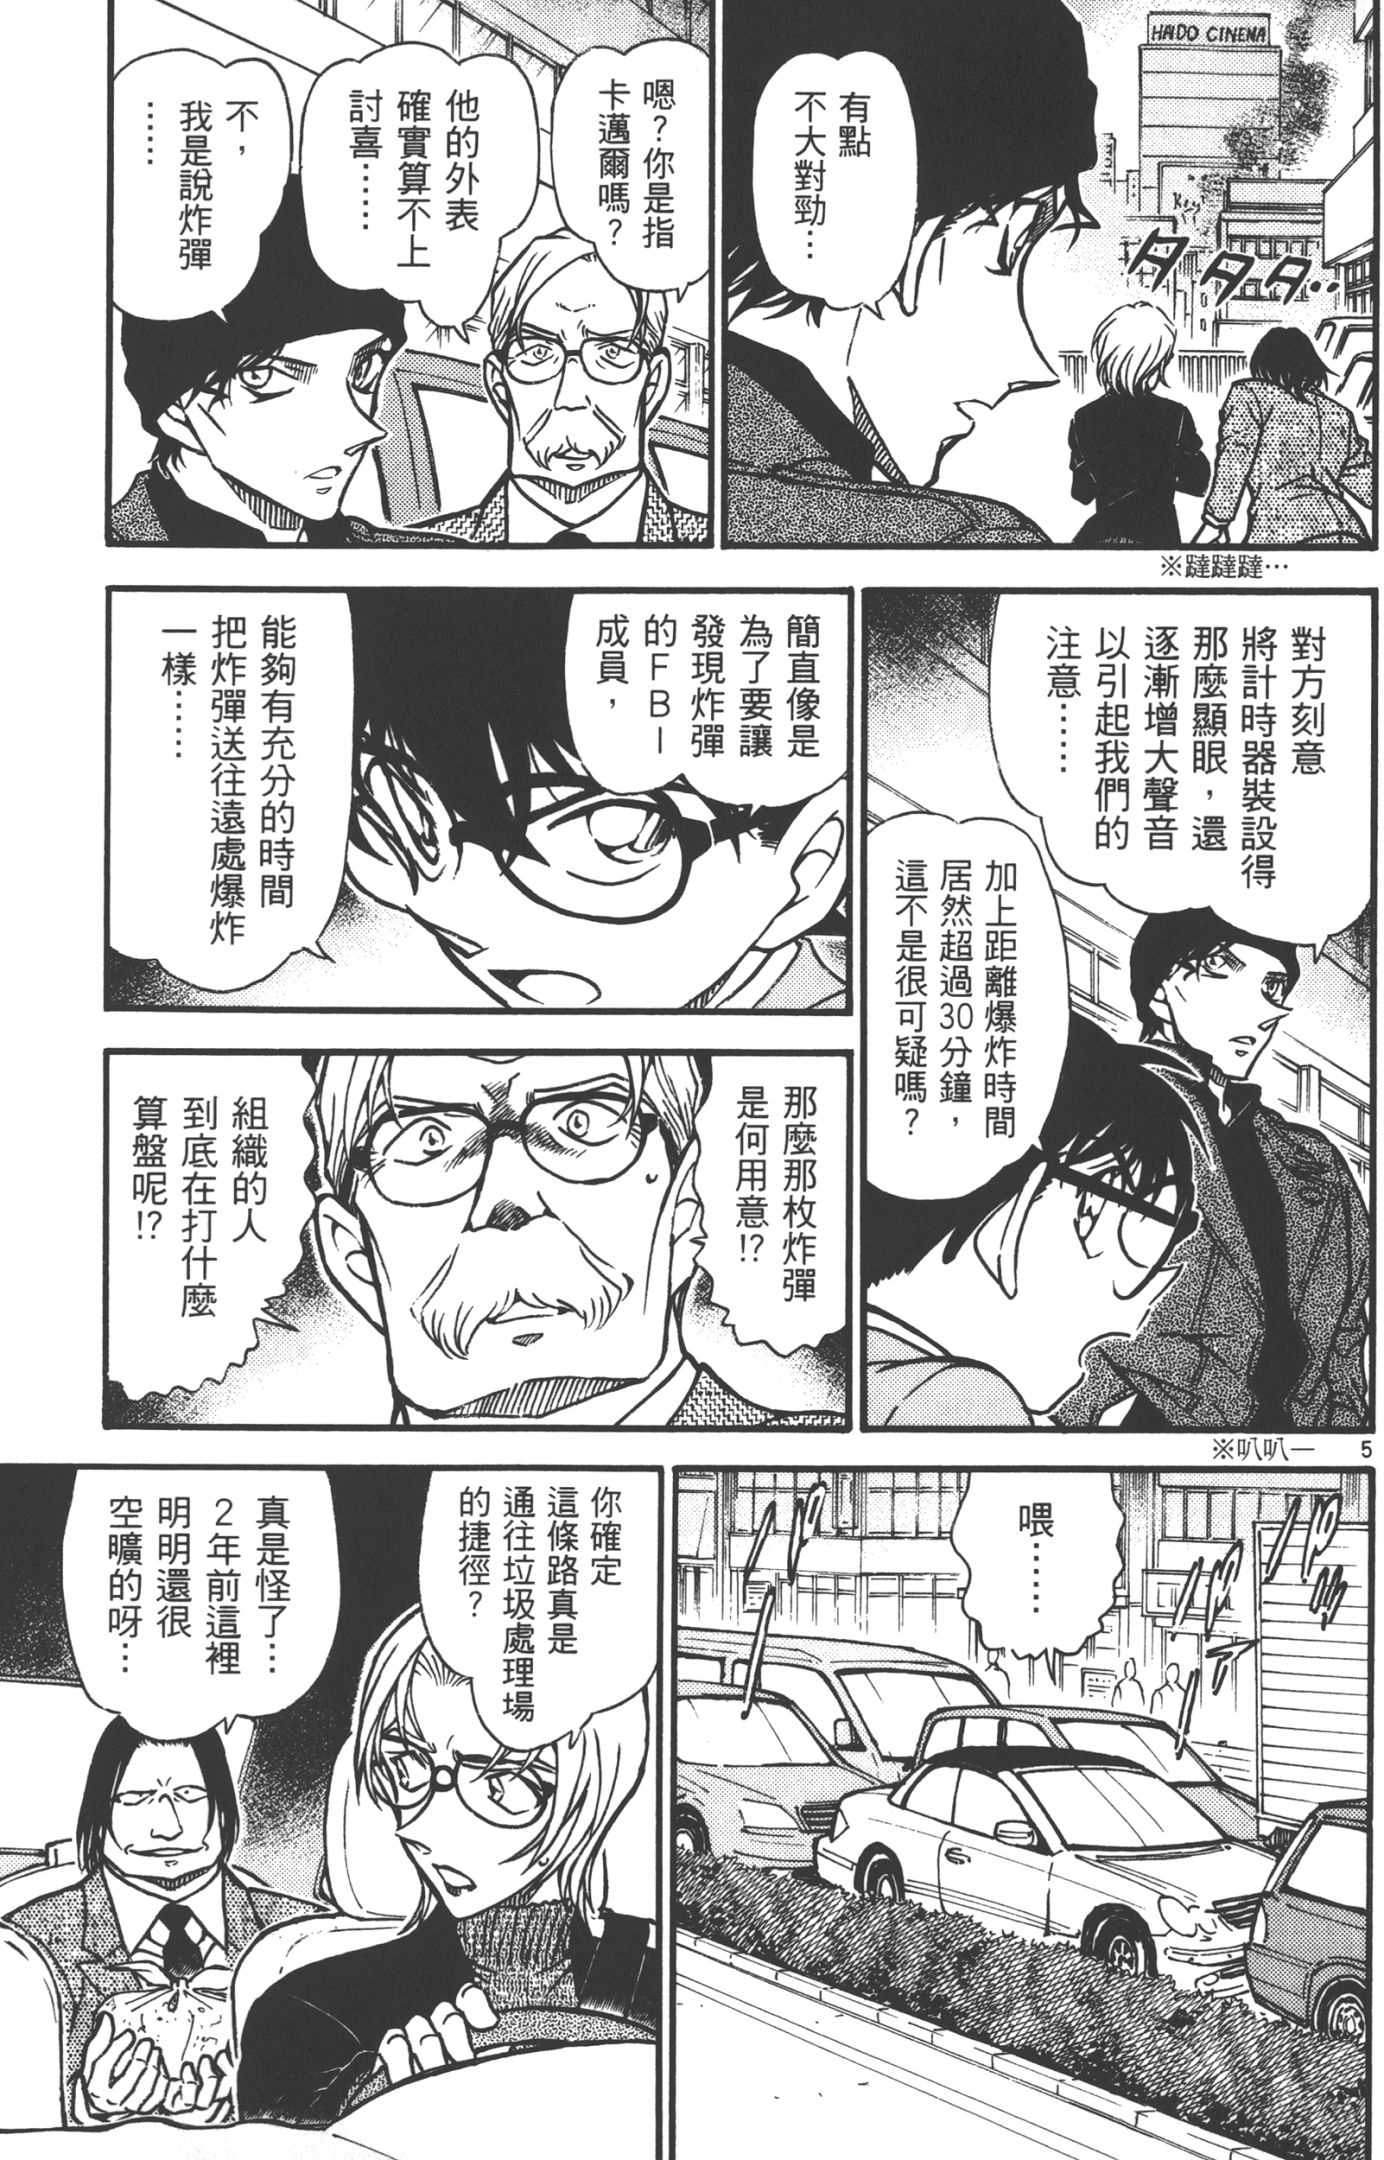 HAIDO CINEMA
有點
不大對勁…
タタタ‥
※躂躂躂…
嗯？你是指
卡邁爾嗎？
他的外表
確實算不上
討喜……
不，
我是說炸彈
……
對方刻意
將計時器裝設得
那麼顯眼，還
逐漸增大聲音
以引起我們的
注意……
加上距離爆炸時間
居然超過30分鐘，
這不是很可疑嗎？
簡直像是
為了要讓
發現炸彈
的FBI
成員，
能夠有充分的時間
把炸彈送往遠處爆炸
一樣……
那麼那枚炸彈
是何用意!?
組織的人
到底在打什麼
算盤呢!?
※叭叭—
5
喂……
你確定
這條路真是
通往垃圾處理場
的捷徑？
真是怪了…
2年前這裡
明明還很
空曠的呀…